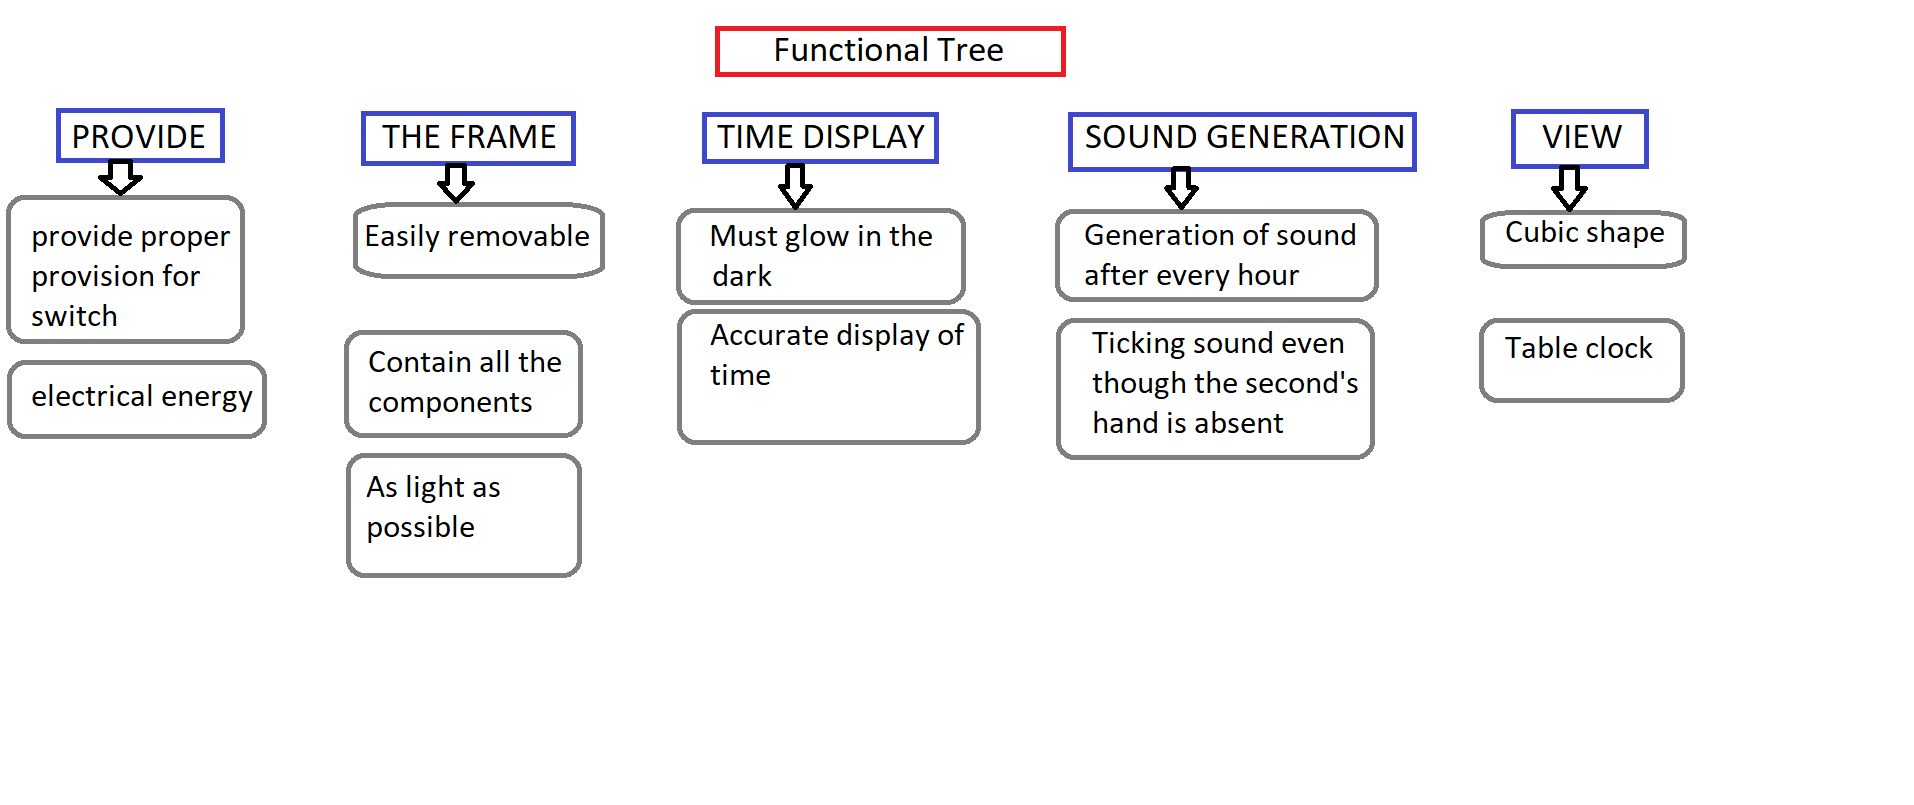 Functional Tree
PROVIDE
provide proper
provision for
switch
electrical energy
THE FRAME
Easily removable
Contain all the
components
As light as
possible
TIME DISPLAY
Must glow in the
dark
Accurate display of
time
SOUND GENERATION
Generation of sound
after every hour
Ticking sound even
though the second's
hand is absent
VIEW
Cubic shape
Table clock